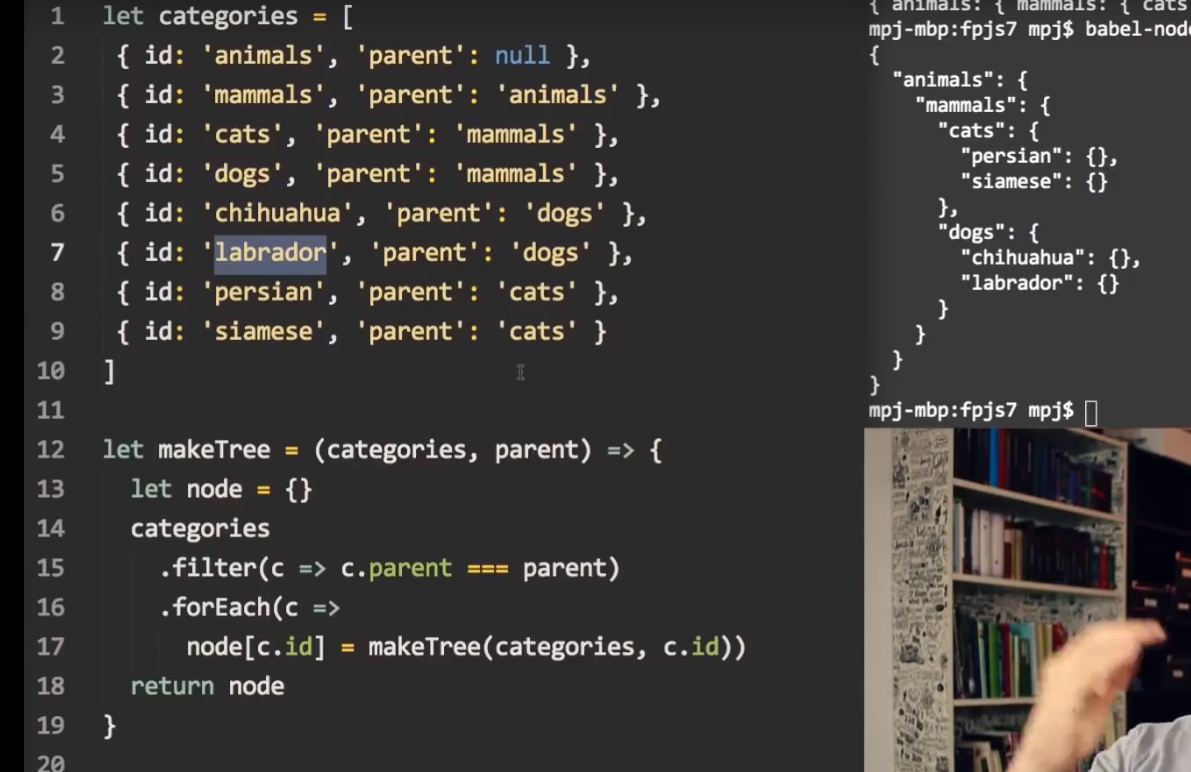 1 let categories = [
2 { id: 'animals', 'parent': null },
3 { id: 'mammals', 'parent': 'animals' },
4 { id: 'cats', 'parent': 'mammals' },
5 { id: 'dogs', 'parent': 'mammals' },
6 { id: 'chihuahua', 'parent': 'dogs' },
7 { id: 'labrador', 'parent': 'dogs' },
8 { id: 'persian', 'parent': 'cats' },
9 { id: 'siamese', 'parent': 'cats' }
10 ]
11
12 let makeTree = (categories, parent) => {
13 let node = {}
14 categories
15 .filter(c => c.parent === parent)
16 .forEach(c =>
17 node[c.id] = makeTree(categories, c.id))
18 return node
19 }
20
{ animals: { mammals: { cats
mpj-mbp:fpjs7 mpj$ babel-node
{
"animals": {
"mammals": {
"cats": {
"persian": {},
"siamese": {}
},
"dogs": {
"chihuahua": {},
"labrador": {}
}
}
}
}
mpj-mbp:fpjs7 mpj$